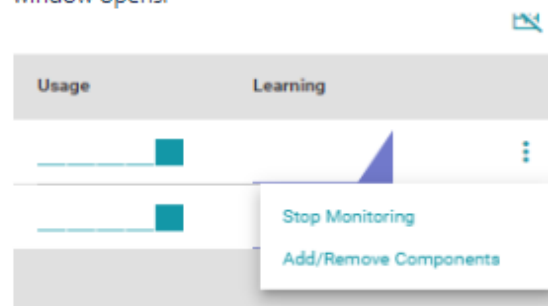 window opens.
Usage Learning
Stop Monitoring
Add/Remove Components